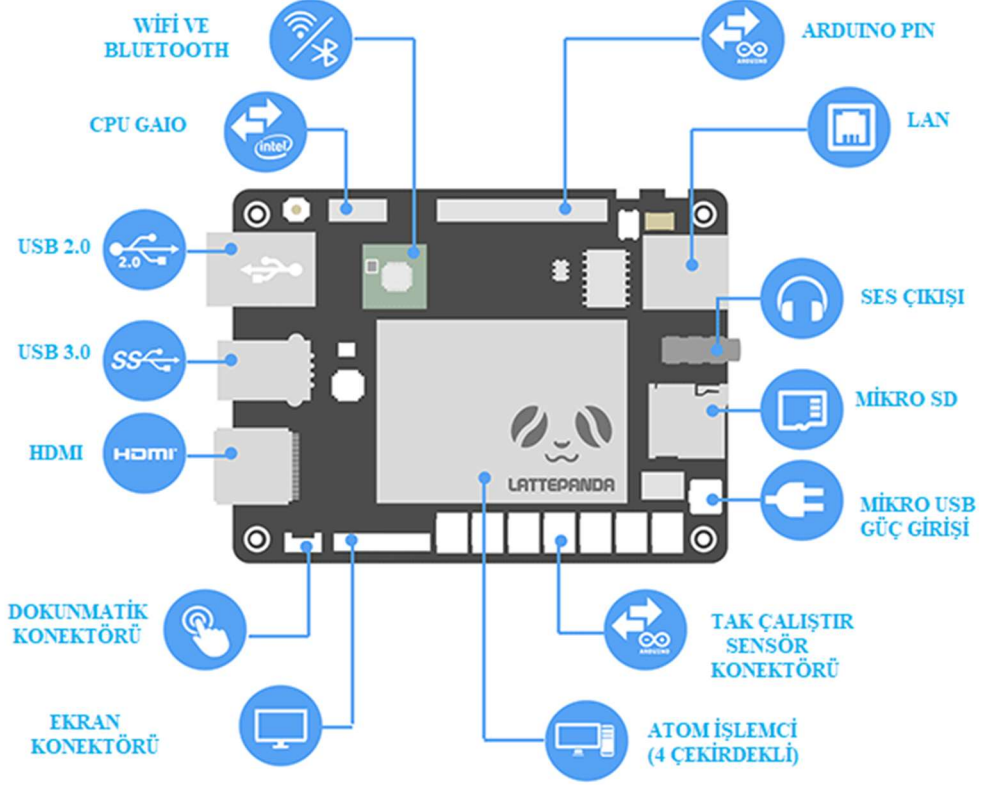 WİFİ VE
BLUETOOTH
ARDUINO
ARDUINO PIN
CPU GAIO
intel
LAN
USB 2.0
2.0
SES ÇIKIŞI
USB 3.0
SS
MİKRO SD
HDMI
HDMI
LATTEPANDA
MİKRO USB
GÜÇ GİRİŞİ
DOKUNMATİK
KONEKTÖRÜ
ARDUINO
TAK ÇALIŞTIR
SENSÖR
KONEKTÖRÜ
EKRAN
KONEKTÖRÜ
ATOM İŞLEMCİ
(4 ÇEKİRDEKLİ)